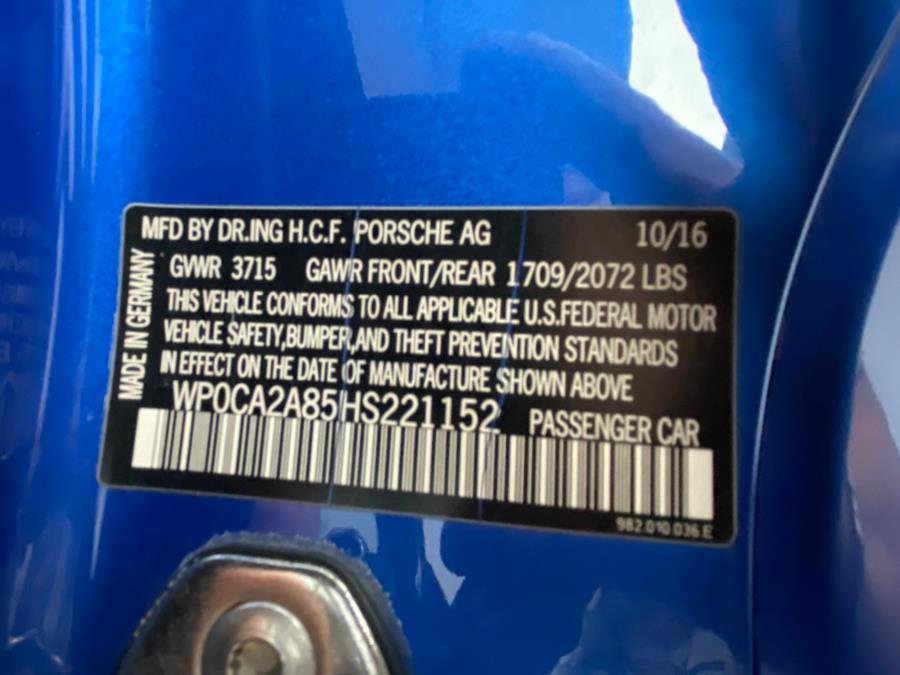 MFD BY DR.ING H.C.F. PORSCHE AG 10/16
GVWR 3715 GAWR FRONT/REAR 1709/2072 LBS
THIS VEHICLE CONFORMS TO ALL APPLICABLE U.S.FEDERAL MOTOR
VEHICLE SAFETY,BUMPER,AND THEFT PREVENTION STANDARDS
IN EFFECT ON THE DATE OF MANUFACTURE SHOWN ABOVE
WP0CA2A85HS221152 PASSENGER CAR
982.010.036.E
MADE IN GERMANY